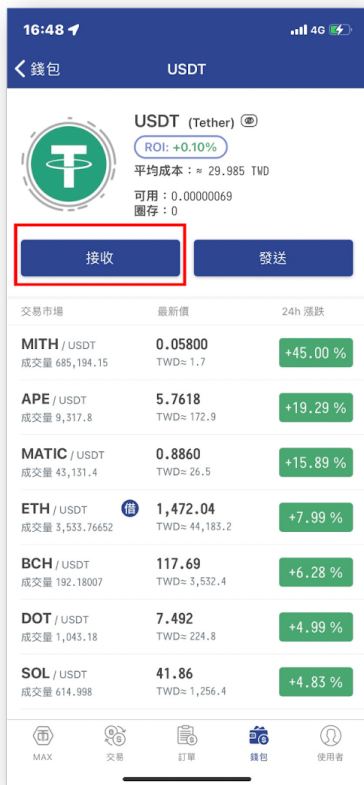 16:48 4G
錢包 USDT
USDT (Tether)
ROI: +0.10%
平均成本：≈ 29.985 TWD
可用：0.00000069
圈存：0
接收 發送
交易市場 最新價 24h 漲跌
MITH / USDT 0.05800 +45.00 %
成交量 685,194.15 TWD≈ 1.7
APE / USDT 5.7618 +19.29 %
成交量 9,317.8 TWD≈ 172.9
MATIC / USDT 0.8860 +15.89 %
成交量 43,131.4 TWD≈ 26.5
ETH / USDT 借 1,472.04 +7.99 %
成交量 3,533.76652 TWD≈ 44,183.2
BCH / USDT 117.69 +6.28 %
成交量 192.18007 TWD≈ 3,532.4
DOT / USDT 7.492 +4.99 %
成交量 1,043.18 TWD≈ 224.8
SOL / USDT 41.86 +4.83 %
成交量 614.998 TWD≈ 1,256.4
MAX 交易 訂單 錢包 使用者